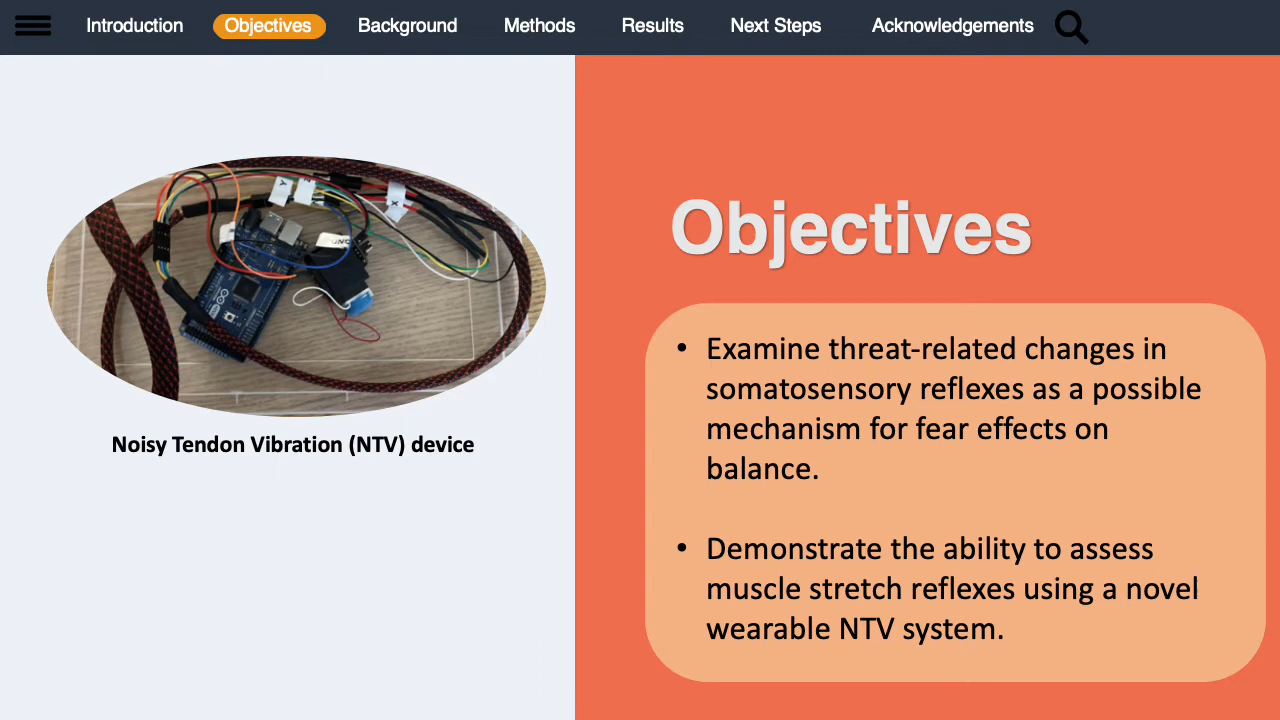 Introduction Objectives Background Methods Results Next Steps Acknowledgements
Y
Z
X
GND
Noisy Tendon Vibration (NTV) device
Objectives
• Examine threat-related changes in
somatosensory reflexes as a possible
mechanism for fear effects on
balance.
• Demonstrate the ability to assess
muscle stretch reflexes using a novel
wearable NTV system.